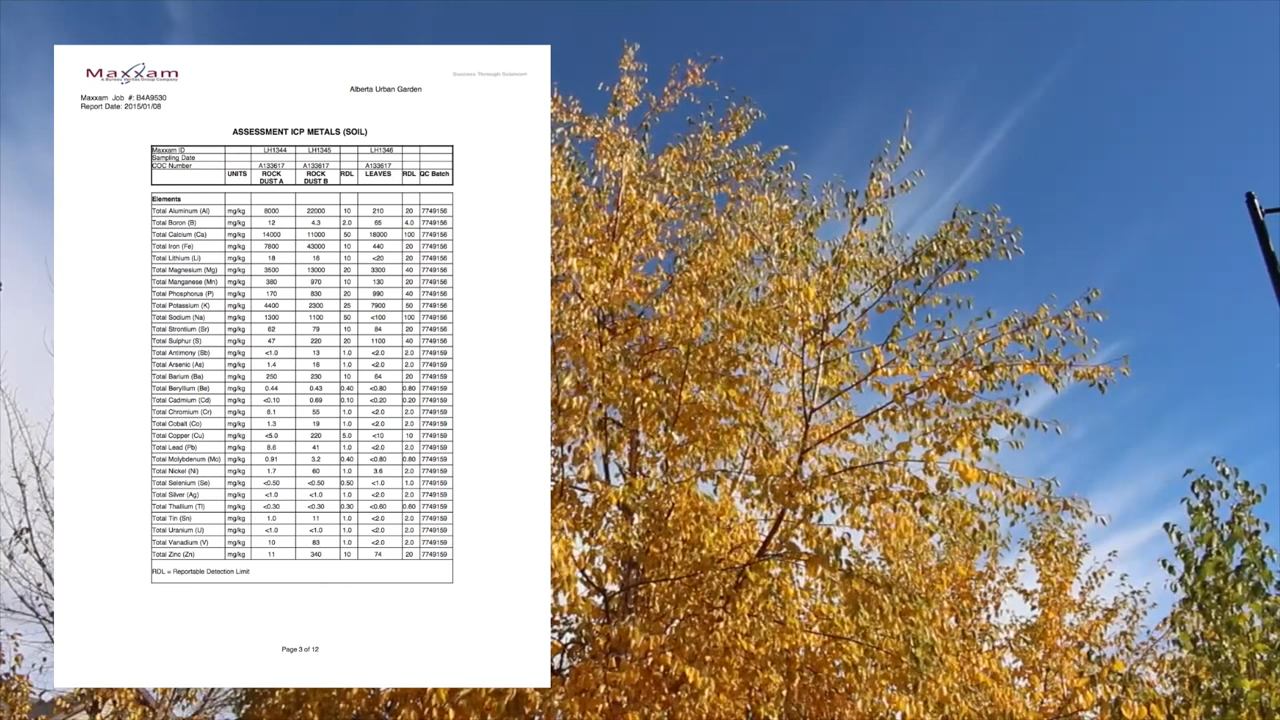 Maxxam
A Bureau Veritas Group Company
Success Through Science®
Alberta Urban Garden
Maxxam Job #: B4A9530
Report Date: 2015/01/08
ASSESSMENT ICP METALS (SOIL)
Maxxam ID LH1344 LH1345 LH1346
Sampling Date
COC Number A133617 A133617 A133617
UNITS ROCK DUST A ROCK DUST B RDL LEAVES RDL QC Batch
Elements
Total Aluminum (Al) mg/kg 8000 22000 10 210 20 7749156
Total Boron (B) mg/kg 12 4.3 2.0 65 4.0 7749156
Total Calcium (Ca) mg/kg 14000 11000 50 18000 100 7749156
Total Iron (Fe) mg/kg 7800 43000 10 440 20 7749156
Total Lithium (Li) mg/kg 18 16 10 <20 20 7749156
Total Magnesium (Mg) mg/kg 3500 13000 20 3300 40 7749156
Total Manganese (Mn) mg/kg 380 970 10 130 20 7749156
Total Phosphorus (P) mg/kg 170 830 20 990 40 7749156
Total Potassium (K) mg/kg 4400 2300 25 7900 50 7749156
Total Sodium (Na) mg/kg 1300 1100 50 <100 100 7749156
Total Strontium (Sr) mg/kg 62 79 10 84 20 7749156
Total Sulphur (S) mg/kg 47 220 20 1100 40 7749156
Total Antimony (Sb) mg/kg <1.0 13 1.0 <2.0 2.0 7749159
Total Arsenic (As) mg/kg 1.4 16 1.0 <2.0 2.0 7749159
Total Barium (Ba) mg/kg 250 230 10 64 20 7749159
Total Beryllium (Be) mg/kg 0.44 0.43 0.40 <0.80 0.80 7749159
Total Cadmium (Cd) mg/kg <0.10 0.69 0.10 <0.20 0.20 7749159
Total Chromium (Cr) mg/kg 6.1 55 1.0 <2.0 2.0 7749159
Total Cobalt (Co) mg/kg 1.3 19 1.0 <2.0 2.0 7749159
Total Copper (Cu) mg/kg <5.0 220 5.0 <10 10 7749159
Total Lead (Pb) mg/kg 8.6 41 1.0 <2.0 2.0 7749159
Total Molybdenum (Mo) mg/kg 0.91 3.2 0.40 <0.80 0.80 7749159
Total Nickel (Ni) mg/kg 1.7 60 1.0 3.6 2.0 7749159
Total Selenium (Se) mg/kg <0.50 <0.50 0.50 <1.0 1.0 7749159
Total Silver (Ag) mg/kg <1.0 <1.0 1.0 <2.0 2.0 7749159
Total Thallium (Tl) mg/kg <0.30 <0.30 0.30 <0.60 0.60 7749159
Total Tin (Sn) mg/kg 1.0 11 1.0 <2.0 2.0 7749159
Total Uranium (U) mg/kg <1.0 <1.0 1.0 <2.0 2.0 7749159
Total Vanadium (V) mg/kg 10 83 1.0 <2.0 2.0 7749159
Total Zinc (Zn) mg/kg 11 340 10 74 20 7749159
RDL = Reportable Detection Limit
Page 3 of 12